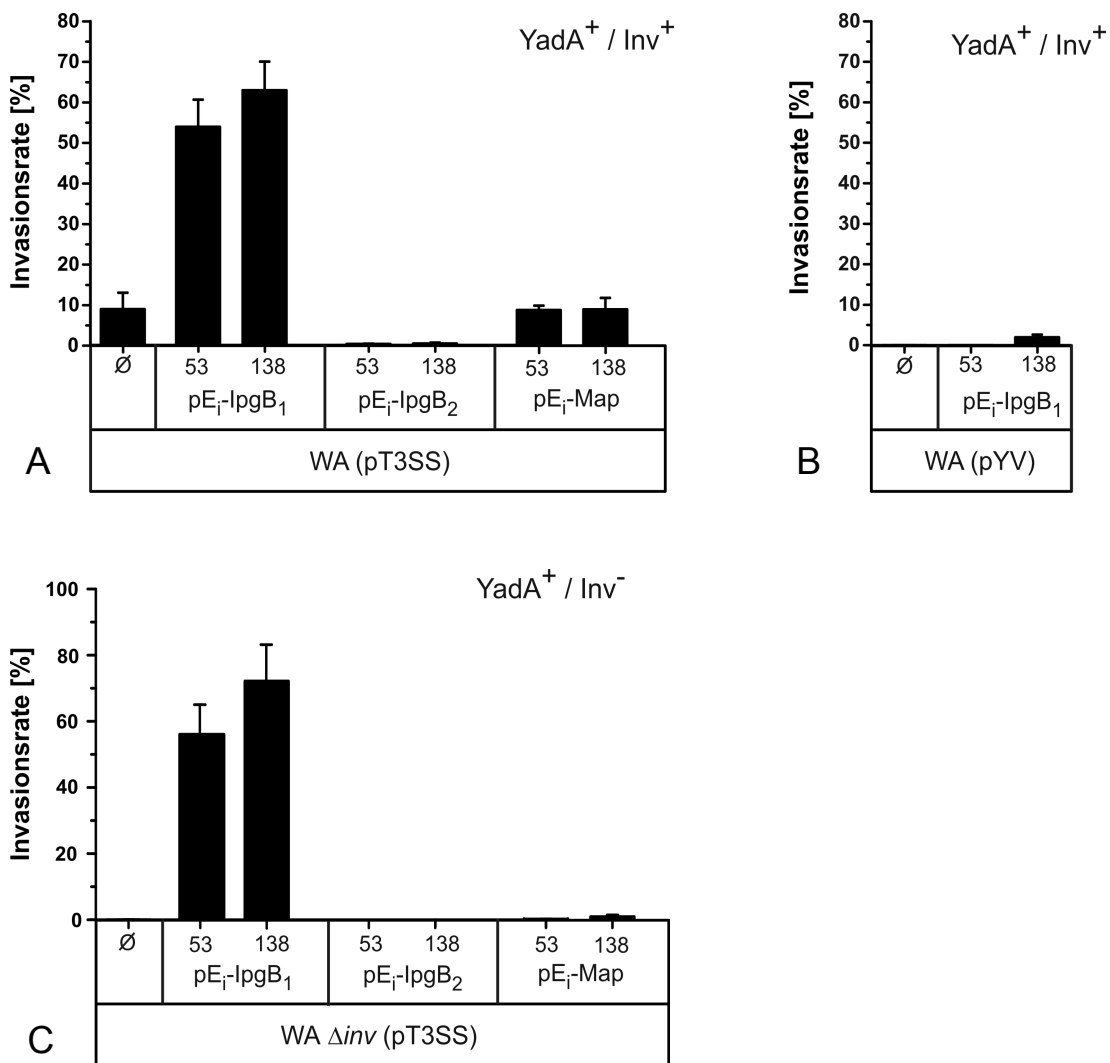 YadA⁺ / Inv⁺
80
70
60
50
40
30
20
10
0
Invasionsrate [%]
Ø 53 138 53 138 53 138
pEᵢ-IpgB₁ pEᵢ-IpgB₂ pEᵢ-Map
WA (pT3SS)
A
YadA⁺ / Inv⁺
80
70
60
50
40
30
20
10
0
Invasionsrate [%]
Ø 53 138
pEᵢ-IpgB₁
WA (pYV)
B
YadA⁺ / Inv⁻
100
80
60
40
20
0
Invasionsrate [%]
Ø 53 138 53 138 53 138
pEᵢ-IpgB₁ pEᵢ-IpgB₂ pEᵢ-Map
WA Δinv (pT3SS)
C